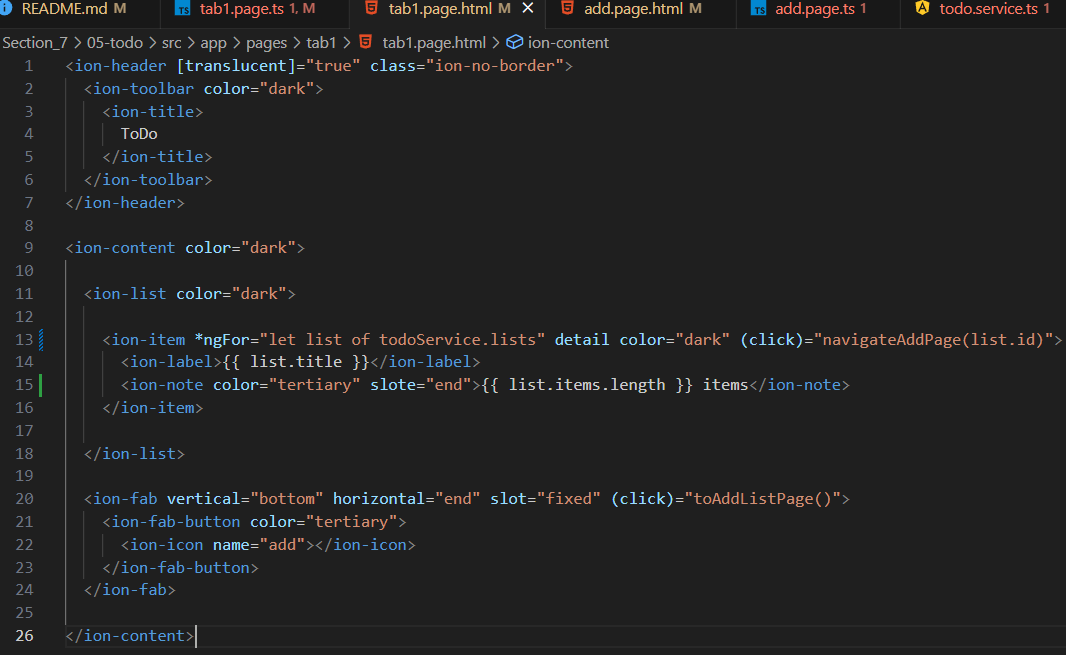 README.md M tab1.page.ts 1, M tab1.page.html M add.page.html M add.page.ts 1 todo.service.ts 1
Section_7 > 05-todo > src > app > pages > tab1 > tab1.page.html > ion-content
1 <ion-header [translucent]="true" class="ion-no-border">
2 <ion-toolbar color="dark">
3 <ion-title>
4 ToDo
5 </ion-title>
6 </ion-toolbar>
7 </ion-header>
8
9 <ion-content color="dark">
10
11 <ion-list color="dark">
12
13 <ion-item *ngFor="let list of todoService.lists" detail color="dark" (click)="navigateAddPage(list.id)">
14 <ion-label>{{ list.title }}</ion-label>
15 <ion-note color="tertiary" slote="end">{{ list.items.length }} items</ion-note>
16 </ion-item>
17
18 </ion-list>
19
20 <ion-fab vertical="bottom" horizontal="end" slot="fixed" (click)="toAddListPage()">
21 <ion-fab-button color="tertiary">
22 <ion-icon name="add"></ion-icon>
23 </ion-fab-button>
24 </ion-fab>
25
26 </ion-content>